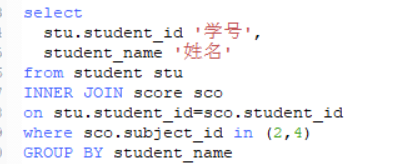 select
stu.student_id '学号',
student_name '姓名'
from student stu
INNER JOIN score sco
on stu.student_id=sco.student_id
where sco.subject_id in (2,4)
GROUP BY student_name